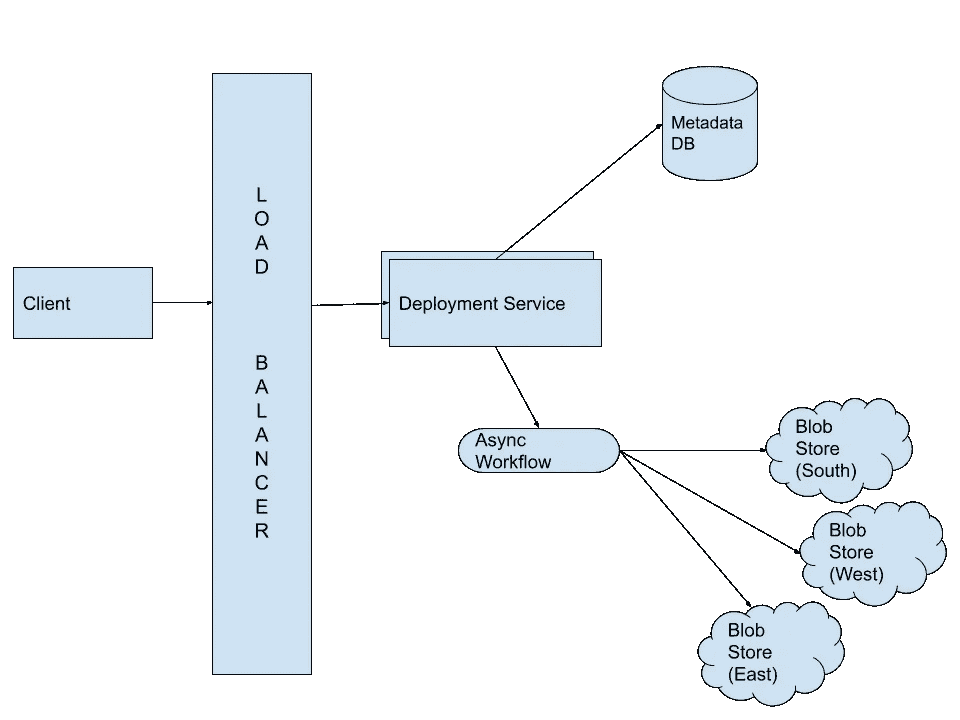 Client
L
O
A
D
B
A
L
A
N
C
E
R
Deployment Service
Metadata
DB
Async
Workflow
Blob
Store
(South)
Blob
Store
(West)
Blob
Store
(East)